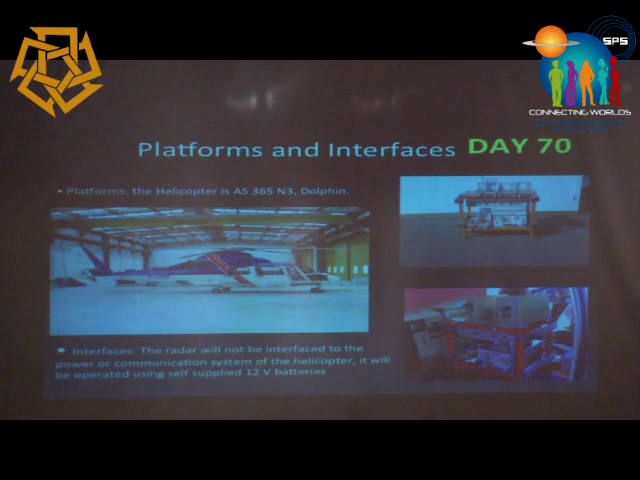 SPS
CONNECTING WORLDS
Platforms and Interfaces DAY 70
• Platforms: the Helicopter is AS 365 N3, Dolphin.
• Interfaces: The radar will not be interfaced to the
power or communication system of the helicopter, it will
be operated using self supplied 12 V batteries